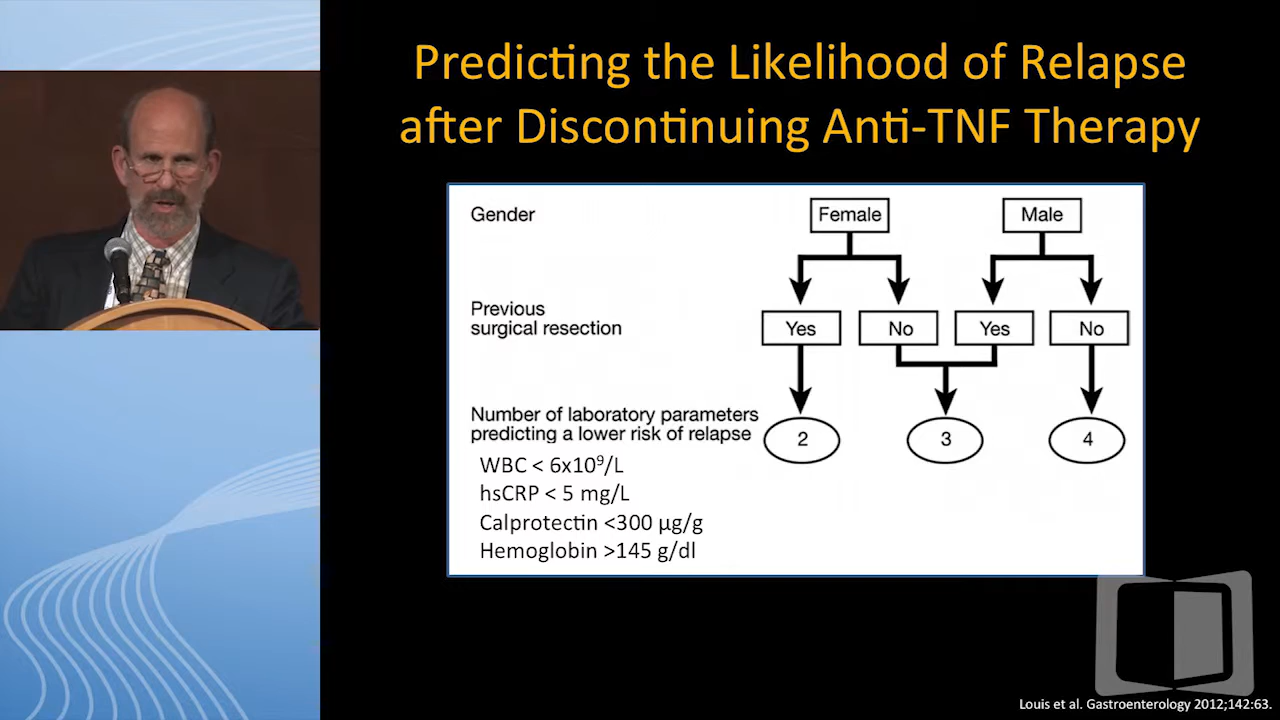 Predicting the Likelihood of Relapse
after Discontinuing Anti-TNF Therapy
Gender
Female
Male
Previous
surgical resection
Yes
No
Yes
No
Number of laboratory parameters
predicting a lower risk of relapse
2
3
4
WBC < 6x10⁹/L
hsCRP < 5 mg/L
Calprotectin <300 µg/g
Hemoglobin >145 g/dl
Louis et al. Gastroenterology 2012;142:63.